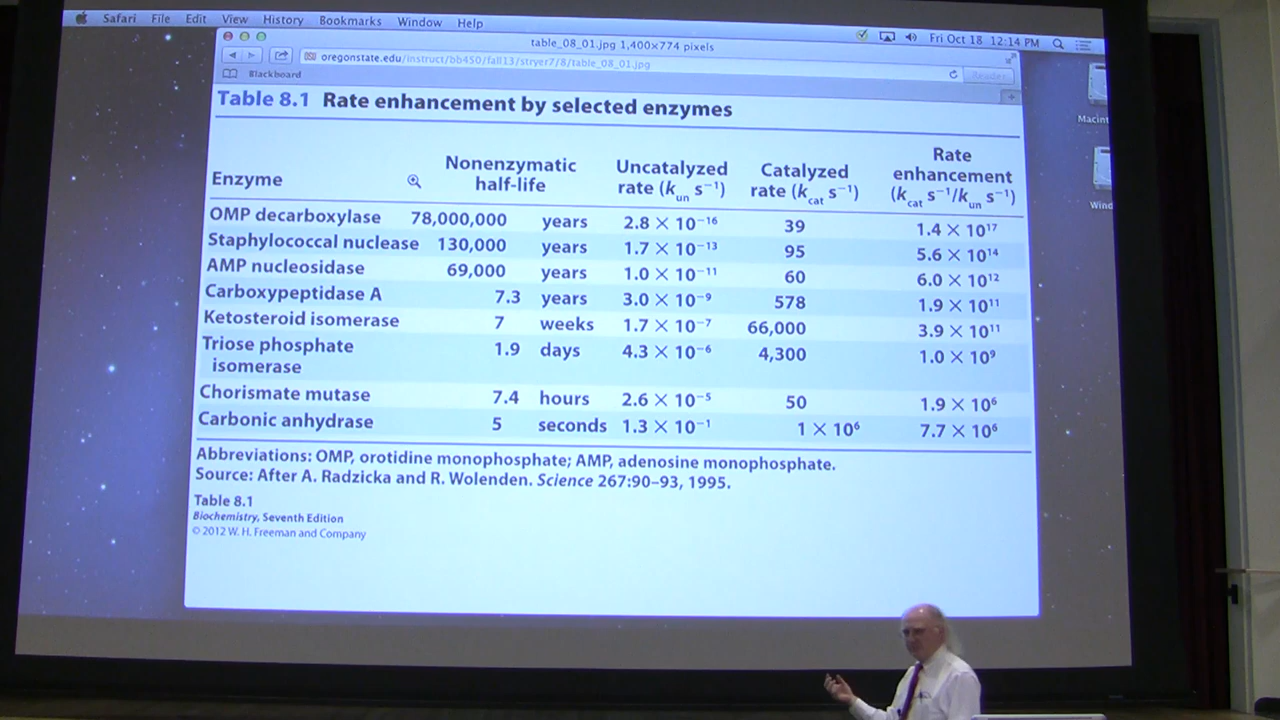 Safari File Edit View History Bookmarks Window Help Fri Oct 18 12:14 PM
table_08_01.jpg 1,400×774 pixels
oregonstate.edu/instruct/bb450/fall13/stryer7/8/table_08_01.jpg Reader
Blackboard
Table 8.1 Rate enhancement by selected enzymes
Enzyme Nonenzymatic half-life Uncatalyzed rate (k_un s⁻¹) Catalyzed rate (k_cat s⁻¹) Rate enhancement (k_cat s⁻¹/k_un s⁻¹)
OMP decarboxylase 78,000,000 years 2.8 × 10⁻¹⁶ 39 1.4 × 10¹⁷
Staphylococcal nuclease 130,000 years 1.7 × 10⁻¹³ 95 5.6 × 10¹⁴
AMP nucleosidase 69,000 years 1.0 × 10⁻¹¹ 60 6.0 × 10¹²
Carboxypeptidase A 7.3 years 3.0 × 10⁻⁹ 578 1.9 × 10¹¹
Ketosteroid isomerase 7 weeks 1.7 × 10⁻⁷ 66,000 3.9 × 10¹¹
Triose phosphate isomerase 1.9 days 4.3 × 10⁻⁶ 4,300 1.0 × 10⁹
Chorismate mutase 7.4 hours 2.6 × 10⁻⁵ 50 1.9 × 10⁶
Carbonic anhydrase 5 seconds 1.3 × 10⁻¹ 1 × 10⁶ 7.7 × 10⁶
Abbreviations: OMP, orotidine monophosphate; AMP, adenosine monophosphate.
Source: After A. Radzicka and R. Wolenden. Science 267:90–93, 1995.
Table 8.1
Biochemistry, Seventh Edition
© 2012 W. H. Freeman and Company
Macint
Wind